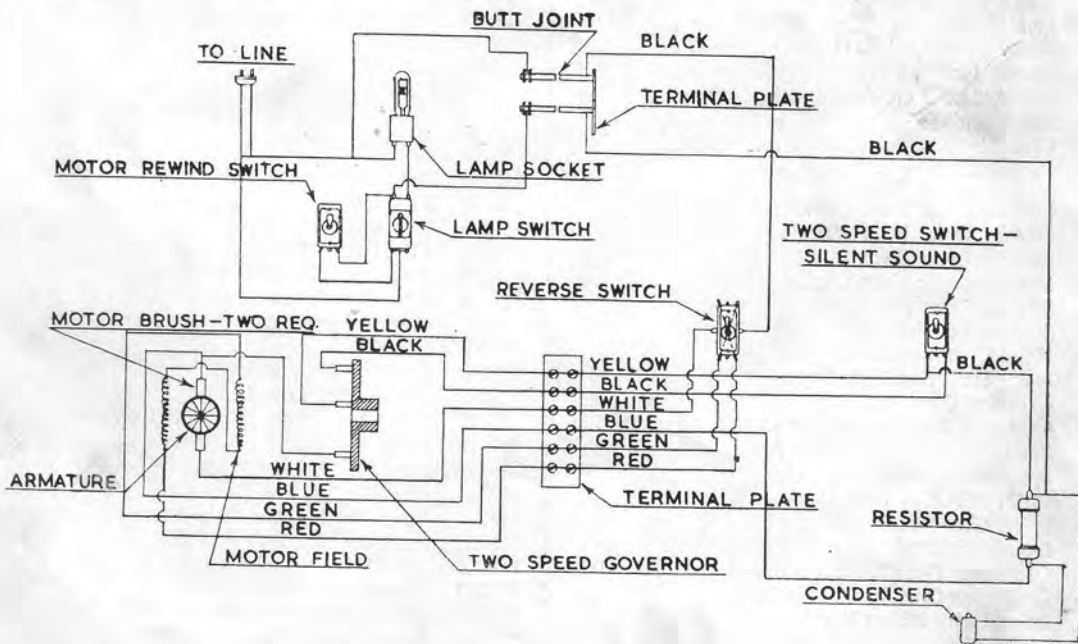 BUTT JOINT
BLACK
TO LINE
TERMINAL PLATE
BLACK
MOTOR REWIND SWITCH
LAMP SOCKET
LAMP SWITCH
TWO SPEED SWITCH—
SILENT SOUND
REVERSE SWITCH
MOTOR BRUSH—TWO REQ.
YELLOW
BLACK
YELLOW
BLACK
WHITE
BLUE
GREEN
RED
BLACK
ARMATURE
WHITE
BLUE
GREEN
RED
TERMINAL PLATE
RESISTOR
MOTOR FIELD
TWO SPEED GOVERNOR
CONDENSER